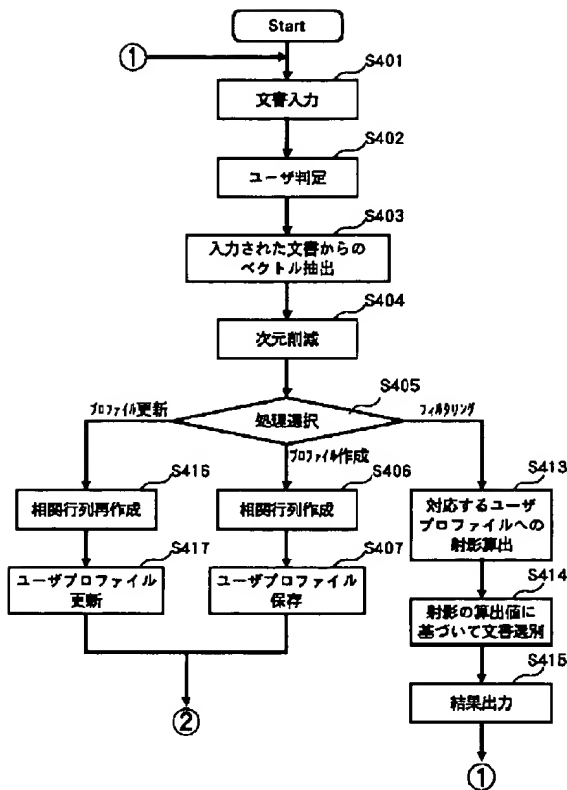 Start
①
S401
文書入力
S402
ユーザ判定
S403
入力された文書からの
ベクトル抽出
S404
次元削減
S405
処理選択
プロファイル更新
プロファイル作成
フィルタリング
S416
相関行列再作成
S417
ユーザプロファイル
更新
S406
相関行列作成
S407
ユーザプロファイル
保存
②
S413
対応するユーザ
プロファイルへの
射影算出
S414
射影の算出値に
基づいて文書選別
S415
結果出力
①